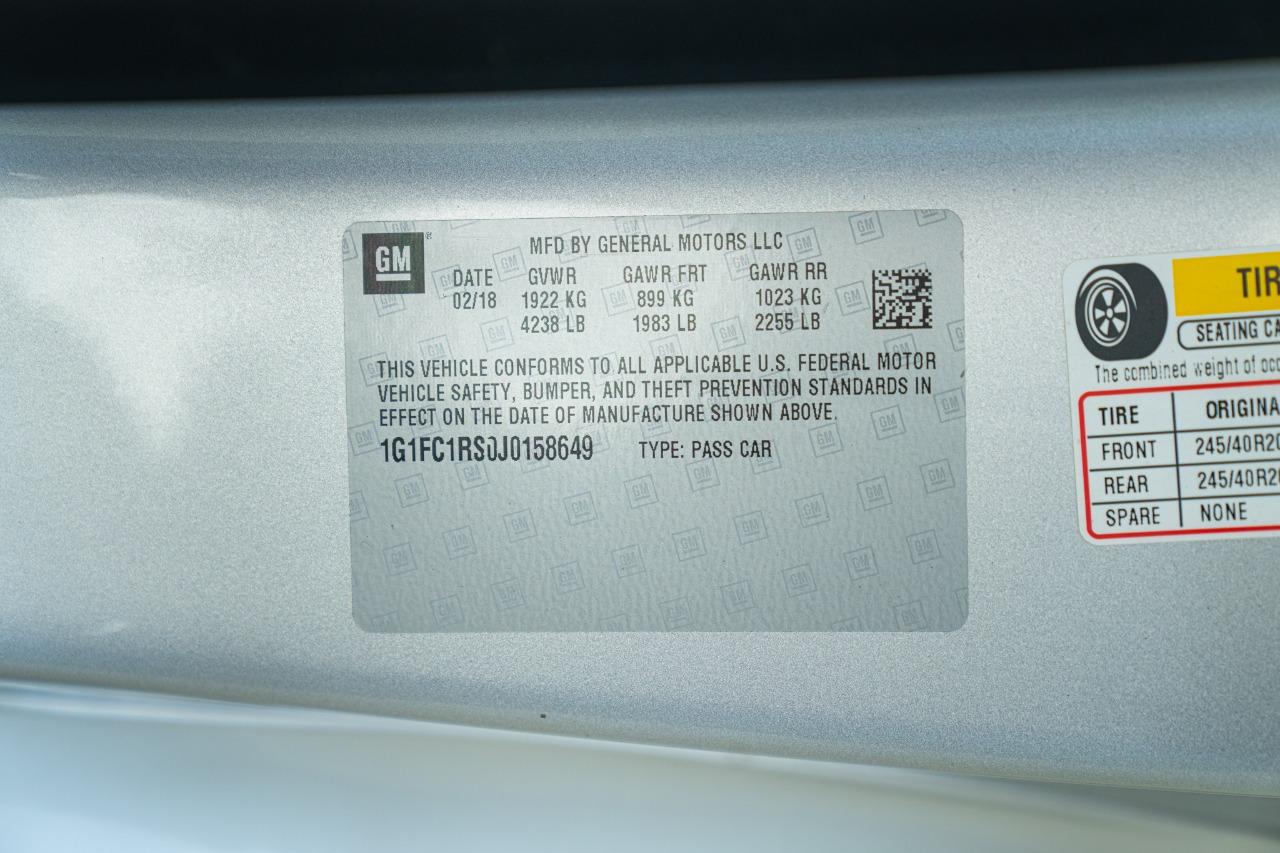 GM
MFD BY GENERAL MOTORS LLC
DATE GVWR GAWR FRT GAWR RR
02/18 1922 KG 899 KG 1023 KG
4238 LB 1983 LB 2255 LB
THIS VEHICLE CONFORMS TO ALL APPLICABLE U.S. FEDERAL MOTOR
VEHICLE SAFETY, BUMPER, AND THEFT PREVENTION STANDARDS IN
EFFECT ON THE DATE OF MANUFACTURE SHOWN ABOVE.
1G1FC1RS0J0158649 TYPE: PASS CAR
TIR
SEATING CA
The combined weight of occ
TIRE ORIGINA
FRONT 245/40R20
REAR 245/40R20
SPARE NONE